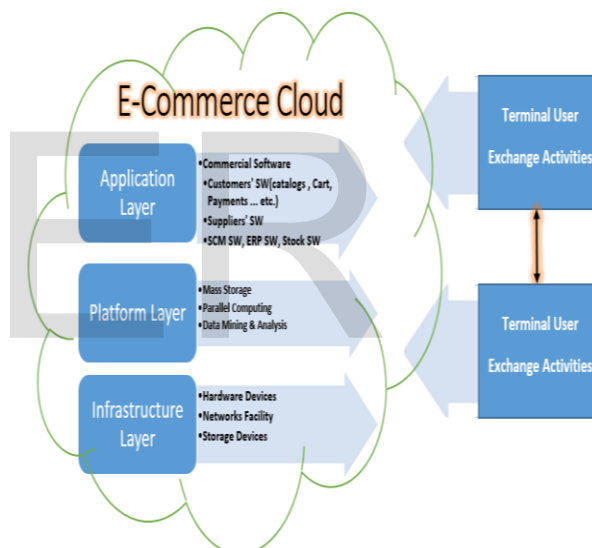 E-Commerce Cloud
Application
Layer
•Commercial Software
•Customers' SW(catalogs , Cart,
Payments ... etc.)
•Suppliers' SW
•SCM SW, ERP SW, Stock SW
Platform Layer
•Mass Storage
•Parallel Computing
•Data Mining & Analysis
Infrastructure
Layer
•Hardware Devices
•Networks Facility
•Storage Devices
Terminal User
Exchange Activities
Terminal User
Exchange Activities
ER